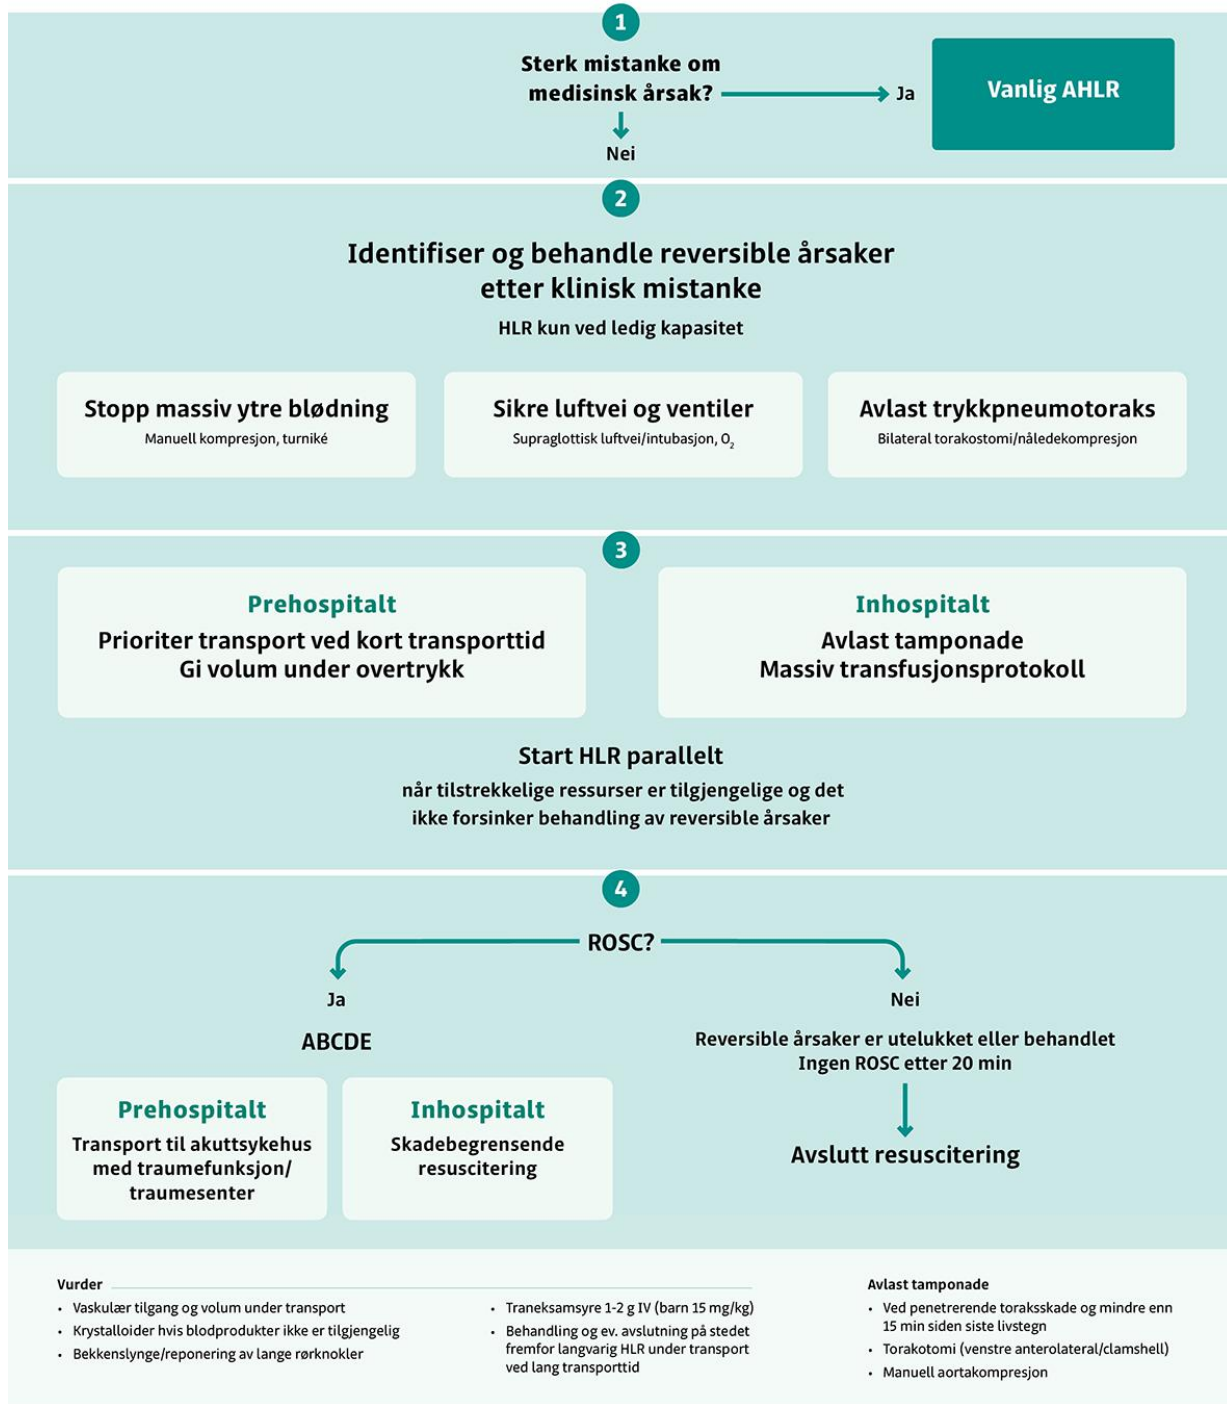 1
Sterk mistanke om
medisinsk årsak?
Ja
Vanlig AHLR
Nei
2
Identifiser og behandle reversible årsaker
etter klinisk mistanke
HLR kun ved ledig kapasitet
Stopp massiv ytre blødning
Manuell kompresjon, turniké
Sikre luftvei og ventiler
Supraglottisk luftvei/intubasjon, O₂
Avlast trykkpneumotoraks
Bilateral torakostomi/nåledekompresjon
3
Prehospitalt
Prioriter transport ved kort transporttid
Gi volum under overtrykk
Inhospitalt
Avlast tamponade
Massiv transfusjonsprotokoll
Start HLR parallelt
når tilstrekkelige ressurser er tilgjengelige og det
ikke forsinker behandling av reversible årsaker
4
ROSC?
Ja
ABCDE
Prehospitalt
Transport til akuttsykehus
med traumefunksjon/
traumesenter
Inhospitalt
Skadebegrensende
resuscitering
Nei
Reversible årsaker er utelukket eller behandlet
Ingen ROSC etter 20 min
Avslutt resuscitering
Vurder
• Vaskulær tilgang og volum under transport
• Krystalloider hvis blodprodukter ikke er tilgjengelig
• Bekkenslynge/reponering av lange rørknokler
• Traneksamsyre 1-2 g IV (barn 15 mg/kg)
• Behandling og ev. avslutning på stedet
fremfor langvarig HLR under transport
ved lang transporttid
Avlast tamponade
• Ved penetrerende toraksskade og mindre enn
15 min siden siste livstegn
• Torakotomi (venstre anterolateral/clamshell)
• Manuell aortakompresjon